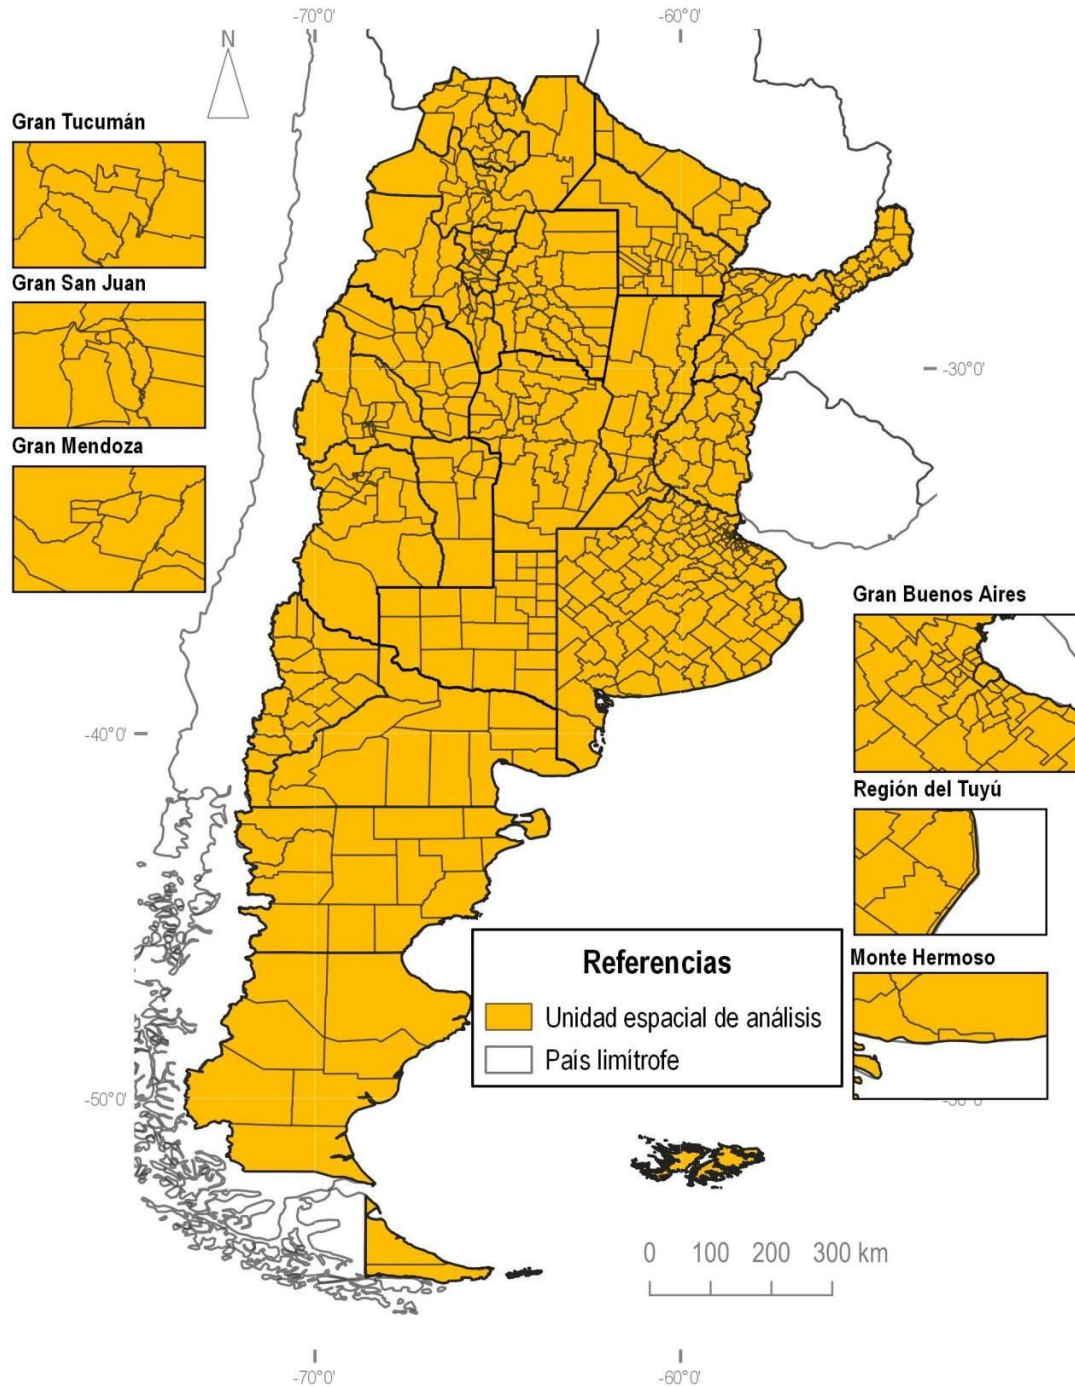 -70°0'
-60°0'
N
Gran Tucumán
Gran San Juan
Gran Mendoza
-30°0'
Gran Buenos Aires
-40°0'
Región del Tuyú
Monte Hermoso
Referencias
Unidad espacial de análisis
País limítrofe
-50°0'
0 100 200 300 km
-70°0'
-60°0'